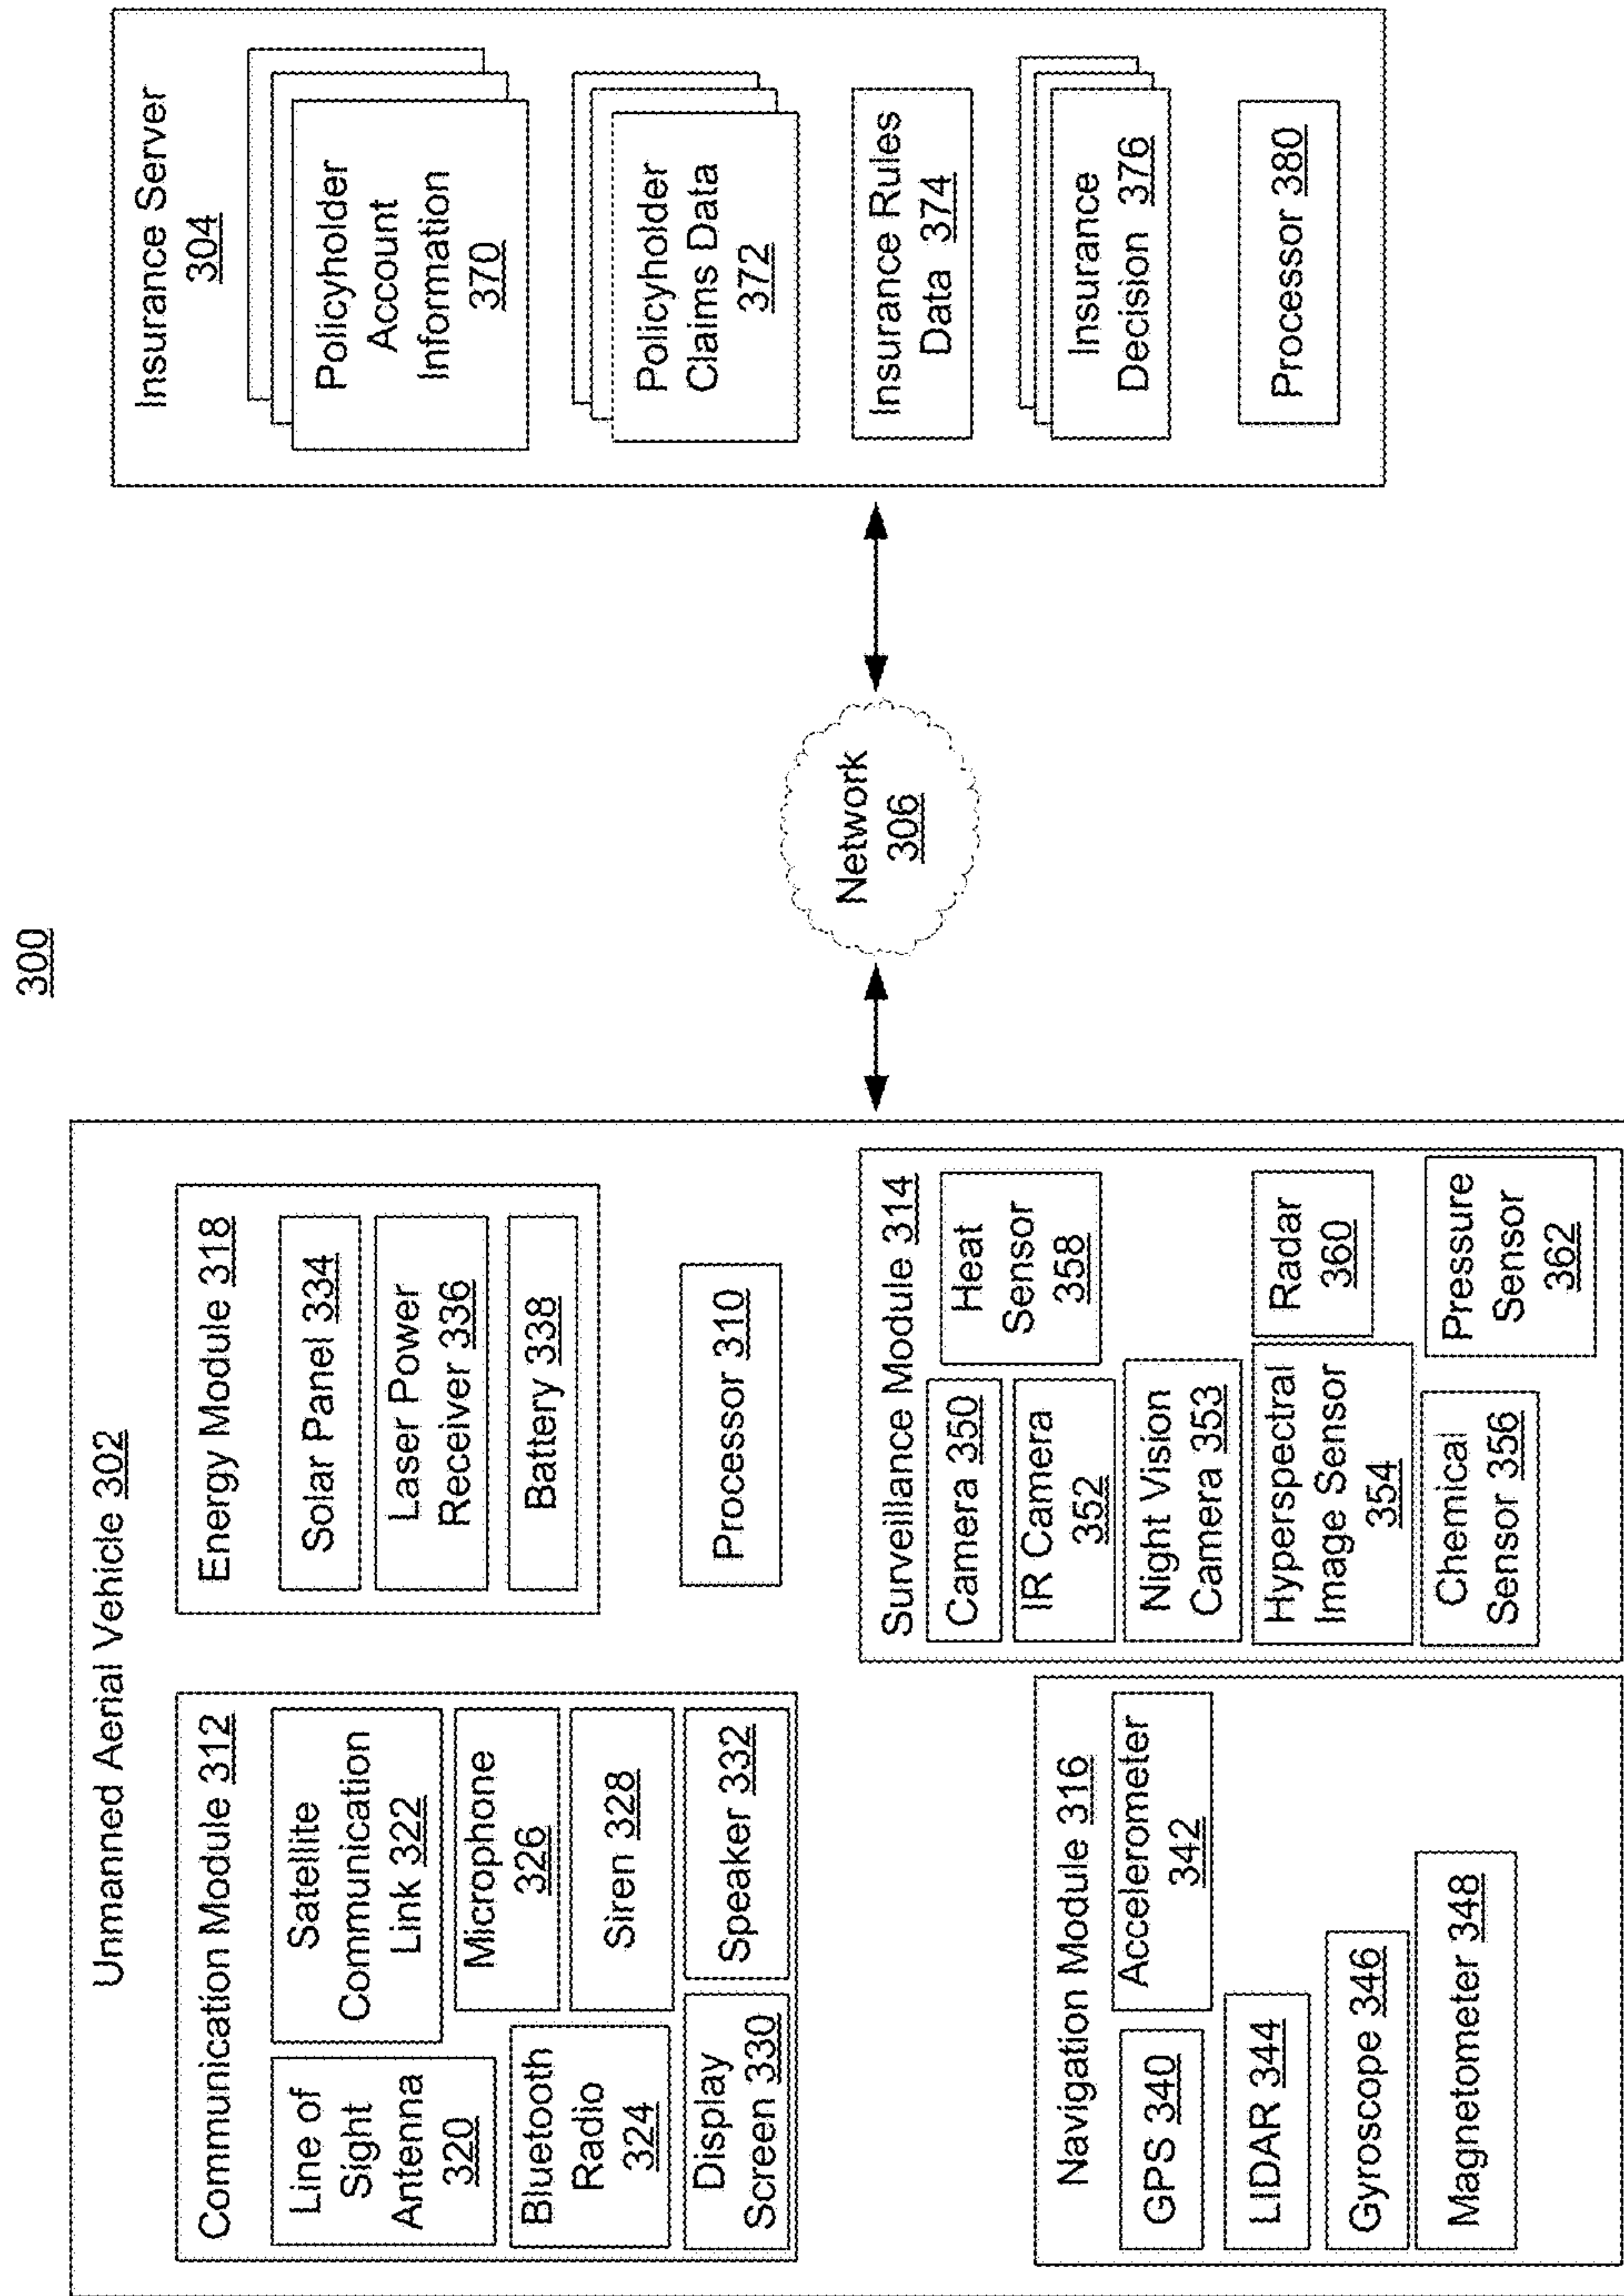 300
Unmanned Aerial Vehicle 302
Communication Module 312
Line of
Sight
Antenna
320
Satellite
Communication
Link 322
Bluetooth
Radio
324
Microphone
326
Siren 328
Display
Screen 330
Speaker 332
Energy Module 318
Solar Panel 334
Laser Power
Receiver 336
Battery 338
Processor 310
Navigation Module 316
GPS 340
Accelerometer
342
LIDAR 344
Gyroscope 346
Magnetometer 348
Surveillance Module 314
Camera 350
Heat
Sensor
358
IR Camera
352
Night Vision
Camera 353
Hyperspectral
Image Sensor
354
Radar
360
Chemical
Sensor 356
Pressure
Sensor
362
Network
306
Insurance Server
304
Policyholder
Account
Information
370
Policyholder
Claims Data
372
Insurance Rules
Data 374
Insurance
Decision 376
Processor 380